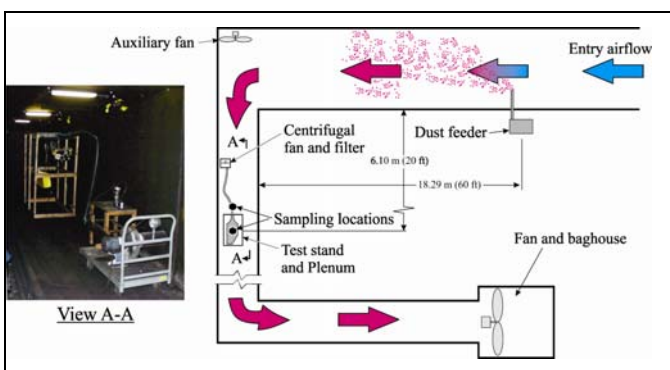 Auxiliary fan
Entry airflow
A
Centrifugal
fan and filter
Dust feeder
6.10 m (20 ft)
18.29 m (60 ft)
Sampling locations
Test stand
and Plenum
A
Fan and baghouse
View A-A